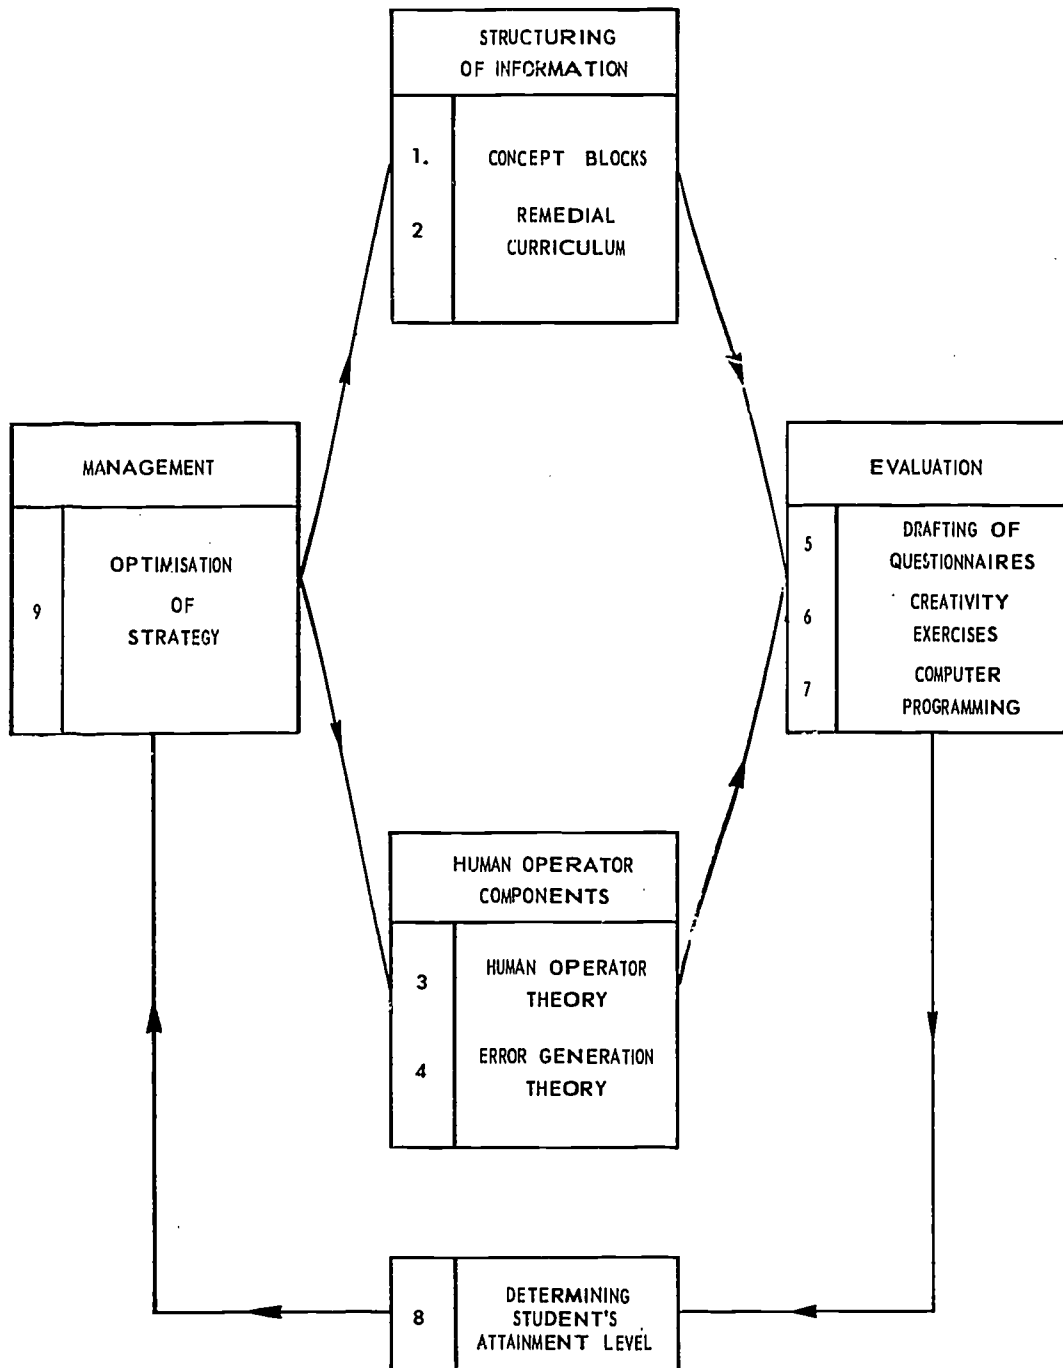 STRUCTURING
OF INFORMATION
1. CONCEPT BLOCKS
2 REMEDIAL
CURRICULUM
MANAGEMENT
9 OPTIMISATION
OF
STRATEGY
EVALUATION
5 DRAFTING OF
QUESTIONNAIRES
6 CREATIVITY
EXERCISES
7 COMPUTER
PROGRAMMING
HUMAN OPERATOR
COMPONENTS
3 HUMAN OPERATOR
THEORY
4 ERROR GENERATION
THEORY
8 DETERMINING
STUDENT'S
ATTAINMENT LEVEL